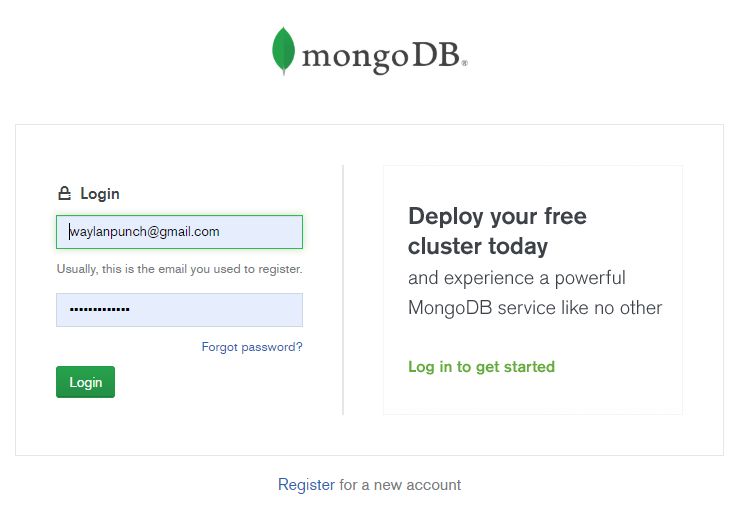 mongoDB®
Login
waylanpunch@gmail.com
Usually, this is the email you used to register.
•••••••••••••
Forgot password?
Login
Deploy your free
cluster today
and experience a powerful
MongoDB service like no other
Log in to get started
Register for a new account